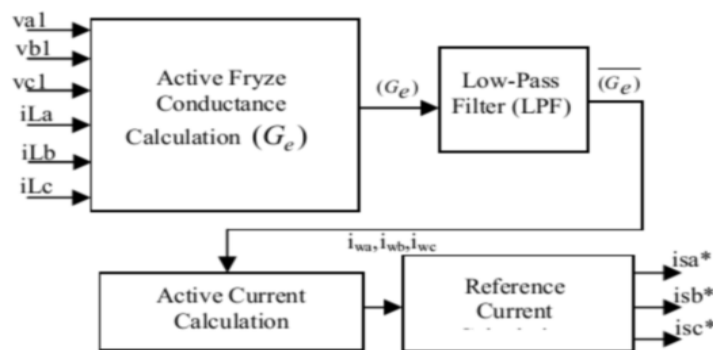 va1
vb1
vc1
iLa
iLb
iLc
Active Fryze
Conductance
Calculation (Ge)
(Ge)
Low-Pass
Filter (LPF)
(Ge)
iwa,iwb,iwc
Active Current
Calculation
Reference
Current
isa*
isb*
isc*